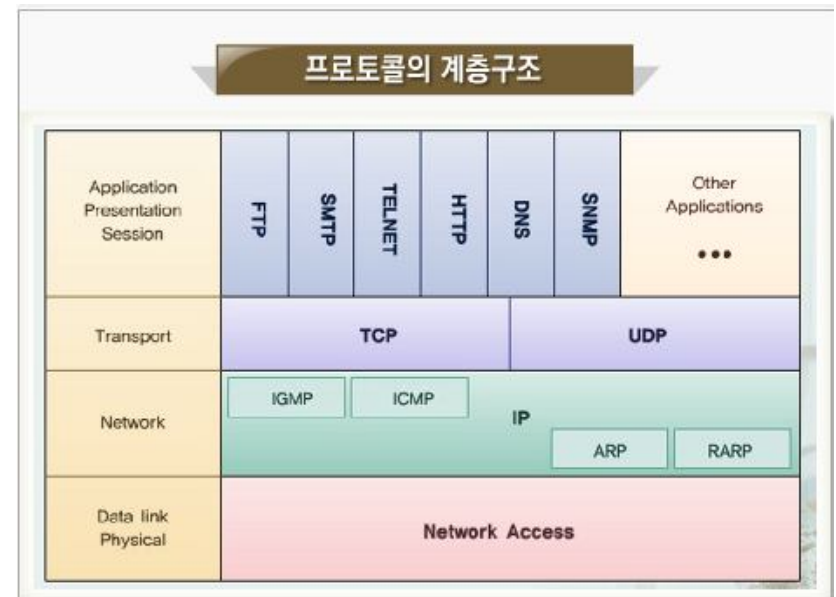 프로토콜의 계층구조
Application
Presentation
Session
FTP
SMTP
TELNET
HTTP
DNS
SNMP
Other
Applications
•••
Transport
TCP
UDP
Network
IGMP
ICMP
IP
ARP
RARP
Data link
Physical
Network Access